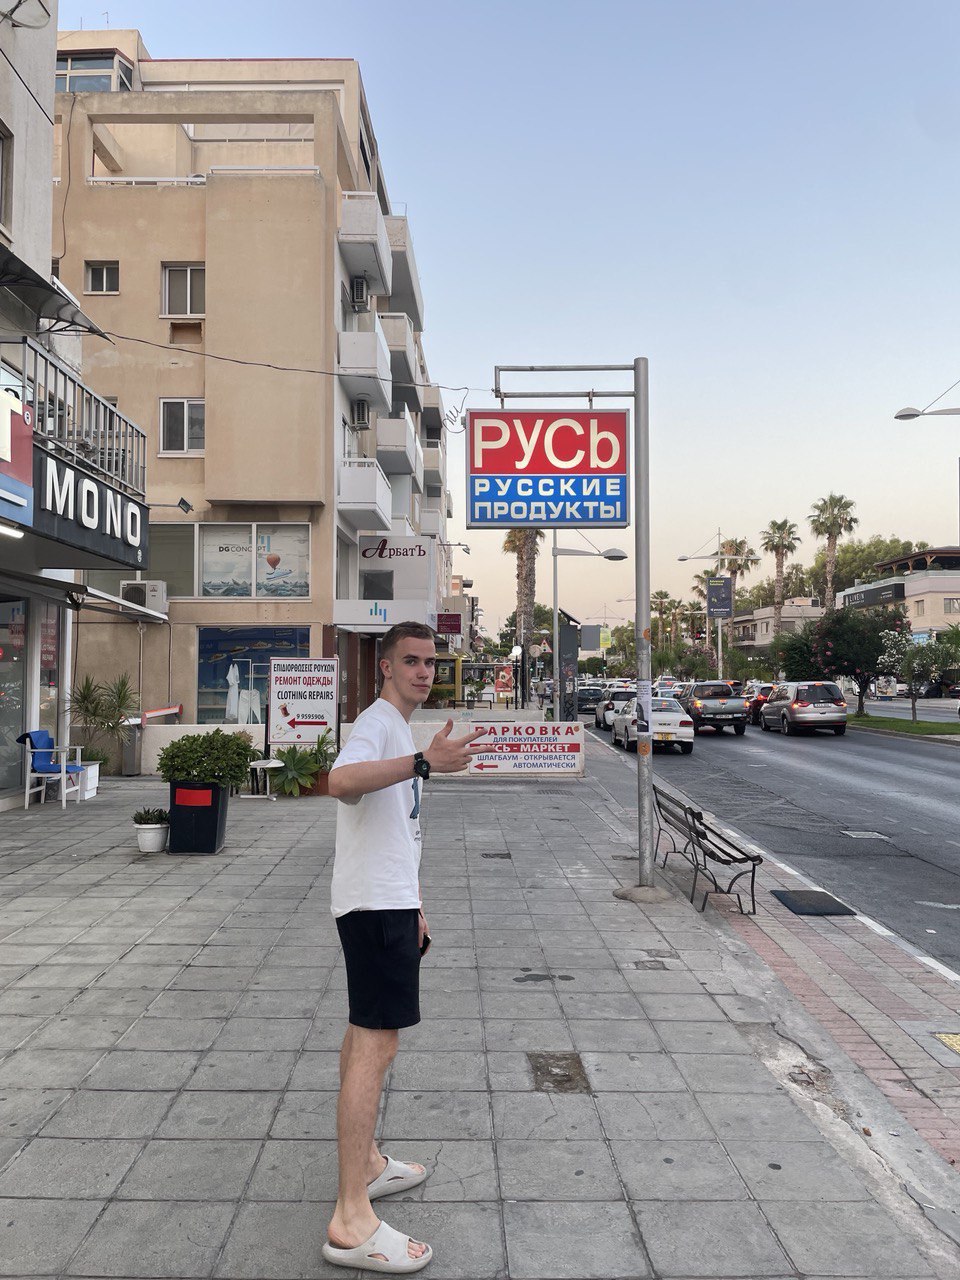 РУСЬ
РУССКИЕ
ПРОДУКТЫ
MONO
DG CONCEPT
АрбатЪ
ΕΠΙΔΙΟΡΘΩΣΕΙΣ ΡΟΥΧΩΝ
РЕМОНТ ОДЕЖДЫ
CLOTHING REPAIRS
9 9595906
ПАРКОВКА
ДЛЯ ПОКУПАТЕЛЕЙ
РУСЬ - МАРКЕТ
ШЛАГБАУМ - ОТКРЫВАЕТСЯ
АВТОМАТИЧЕСКИ
LIVEIN